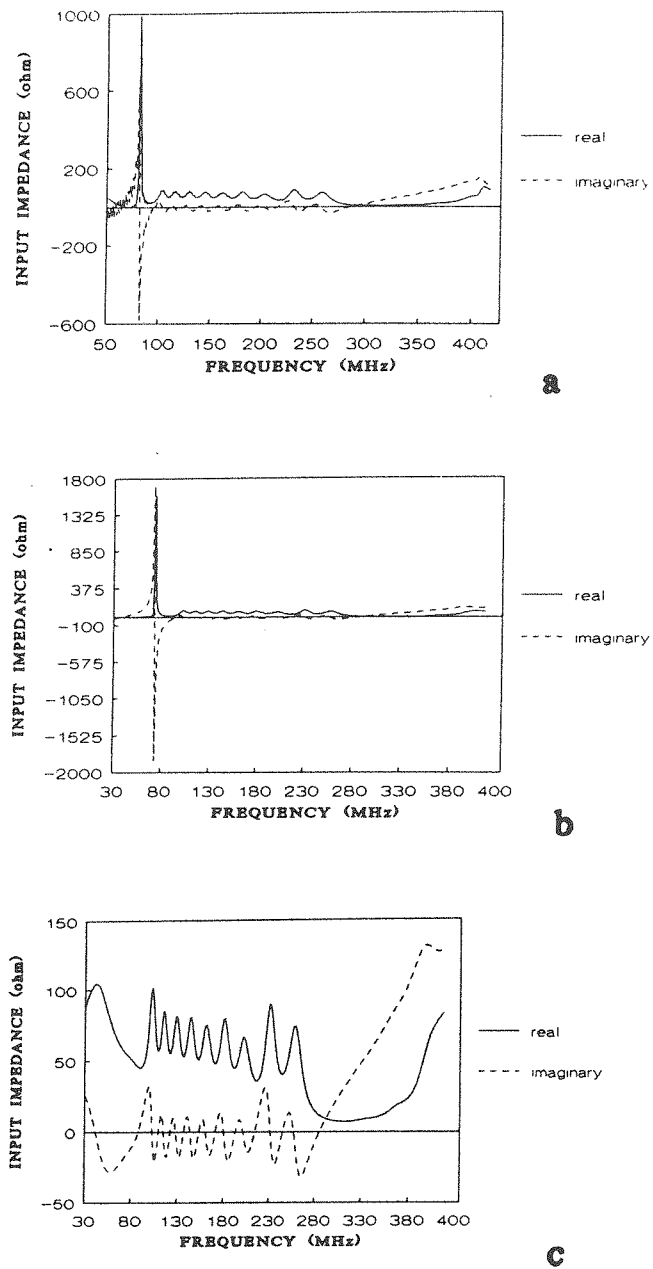 1000
600
200
-200
-600
INPUT IMPEDANCE (ohm)
50 100 150 200 250 300 350 400
FREQUENCY (MHz)
real
imaginary
a
1800
1325
850
375
-100
-575
-1050
-1525
-2000
INPUT IMPEDANCE (ohm)
30 80 130 180 230 280 330 380 400
FREQUENCY (MHz)
real
imaginary
b
150
100
50
0
-50
INPUT IMPEDANCE (ohm)
30 80 130 180 230 280 330 380 400
FREQUENCY (MHz)
real
imaginary
c